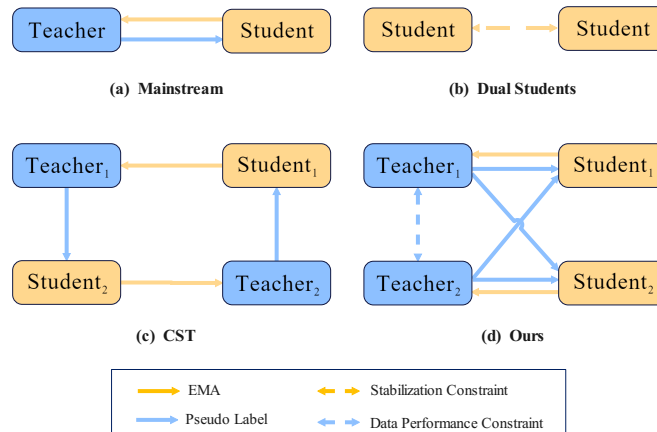 Teacher Student
Student Student
(a) Mainstream
(b) Dual Students
Teacher1 Student1
Student2 Teacher2
(c) CST
Teacher1 Student1
Teacher2 Student2
(d) Ours
EMA
Stabilization Constraint
Pseudo Label
Data Performance Constraint